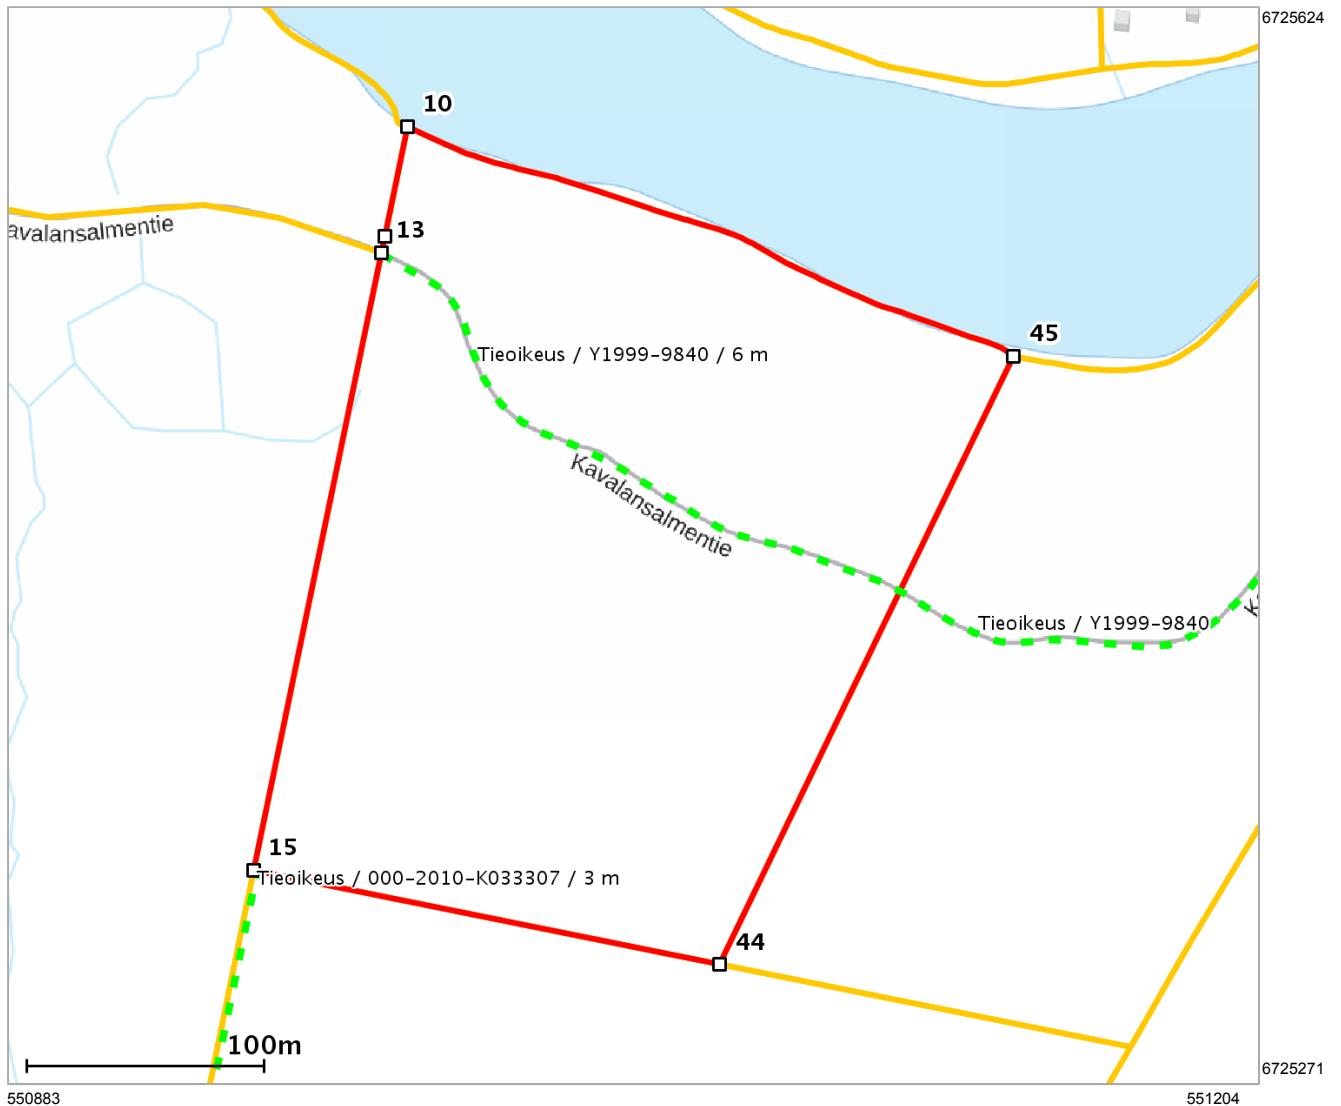 6725624
10
13
avalansalmentie
45
Tieoikeus / Y1999-9840 / 6 m
Kavalansalmentie
Tieoikeus / Y1999-9840
15
Tieoikeus / 000-2010-K033307 / 3 m
44
100m
6725271
550883
551204